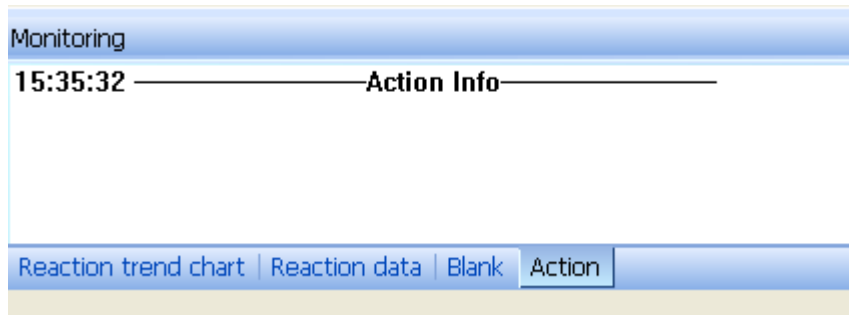 Monitoring
15:35:32 ————————Action Info————————
Reaction trend chart | Reaction data | Blank Action